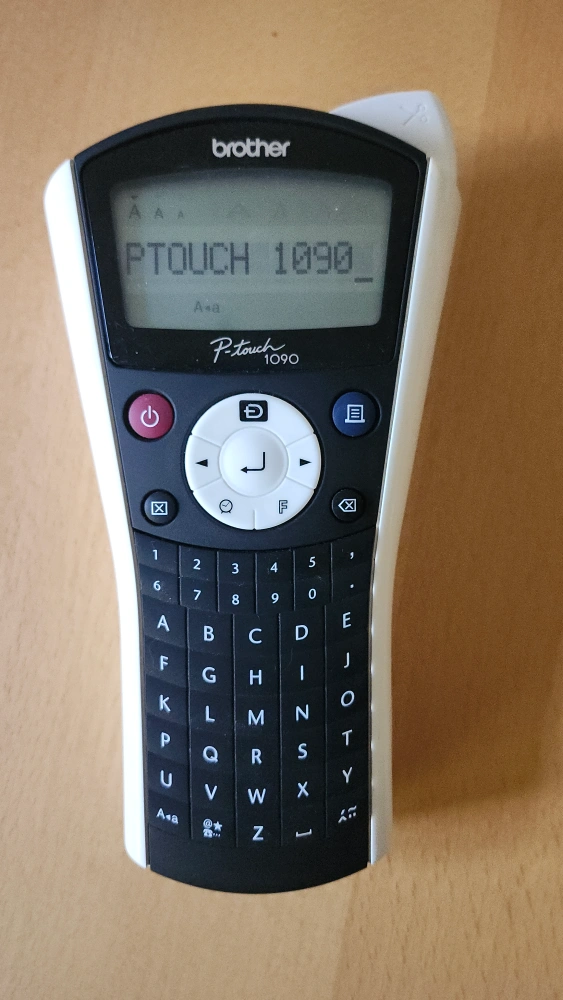 brother
A A A
PTOUCH 1090_
A◂a
P-touch
1090
F
1 2 3 4 5 ,
6 7 8 9 0 .
A B C D E
F G H I J
K L M N O
P Q R S T
U V W X Y
A◂a @★ Z